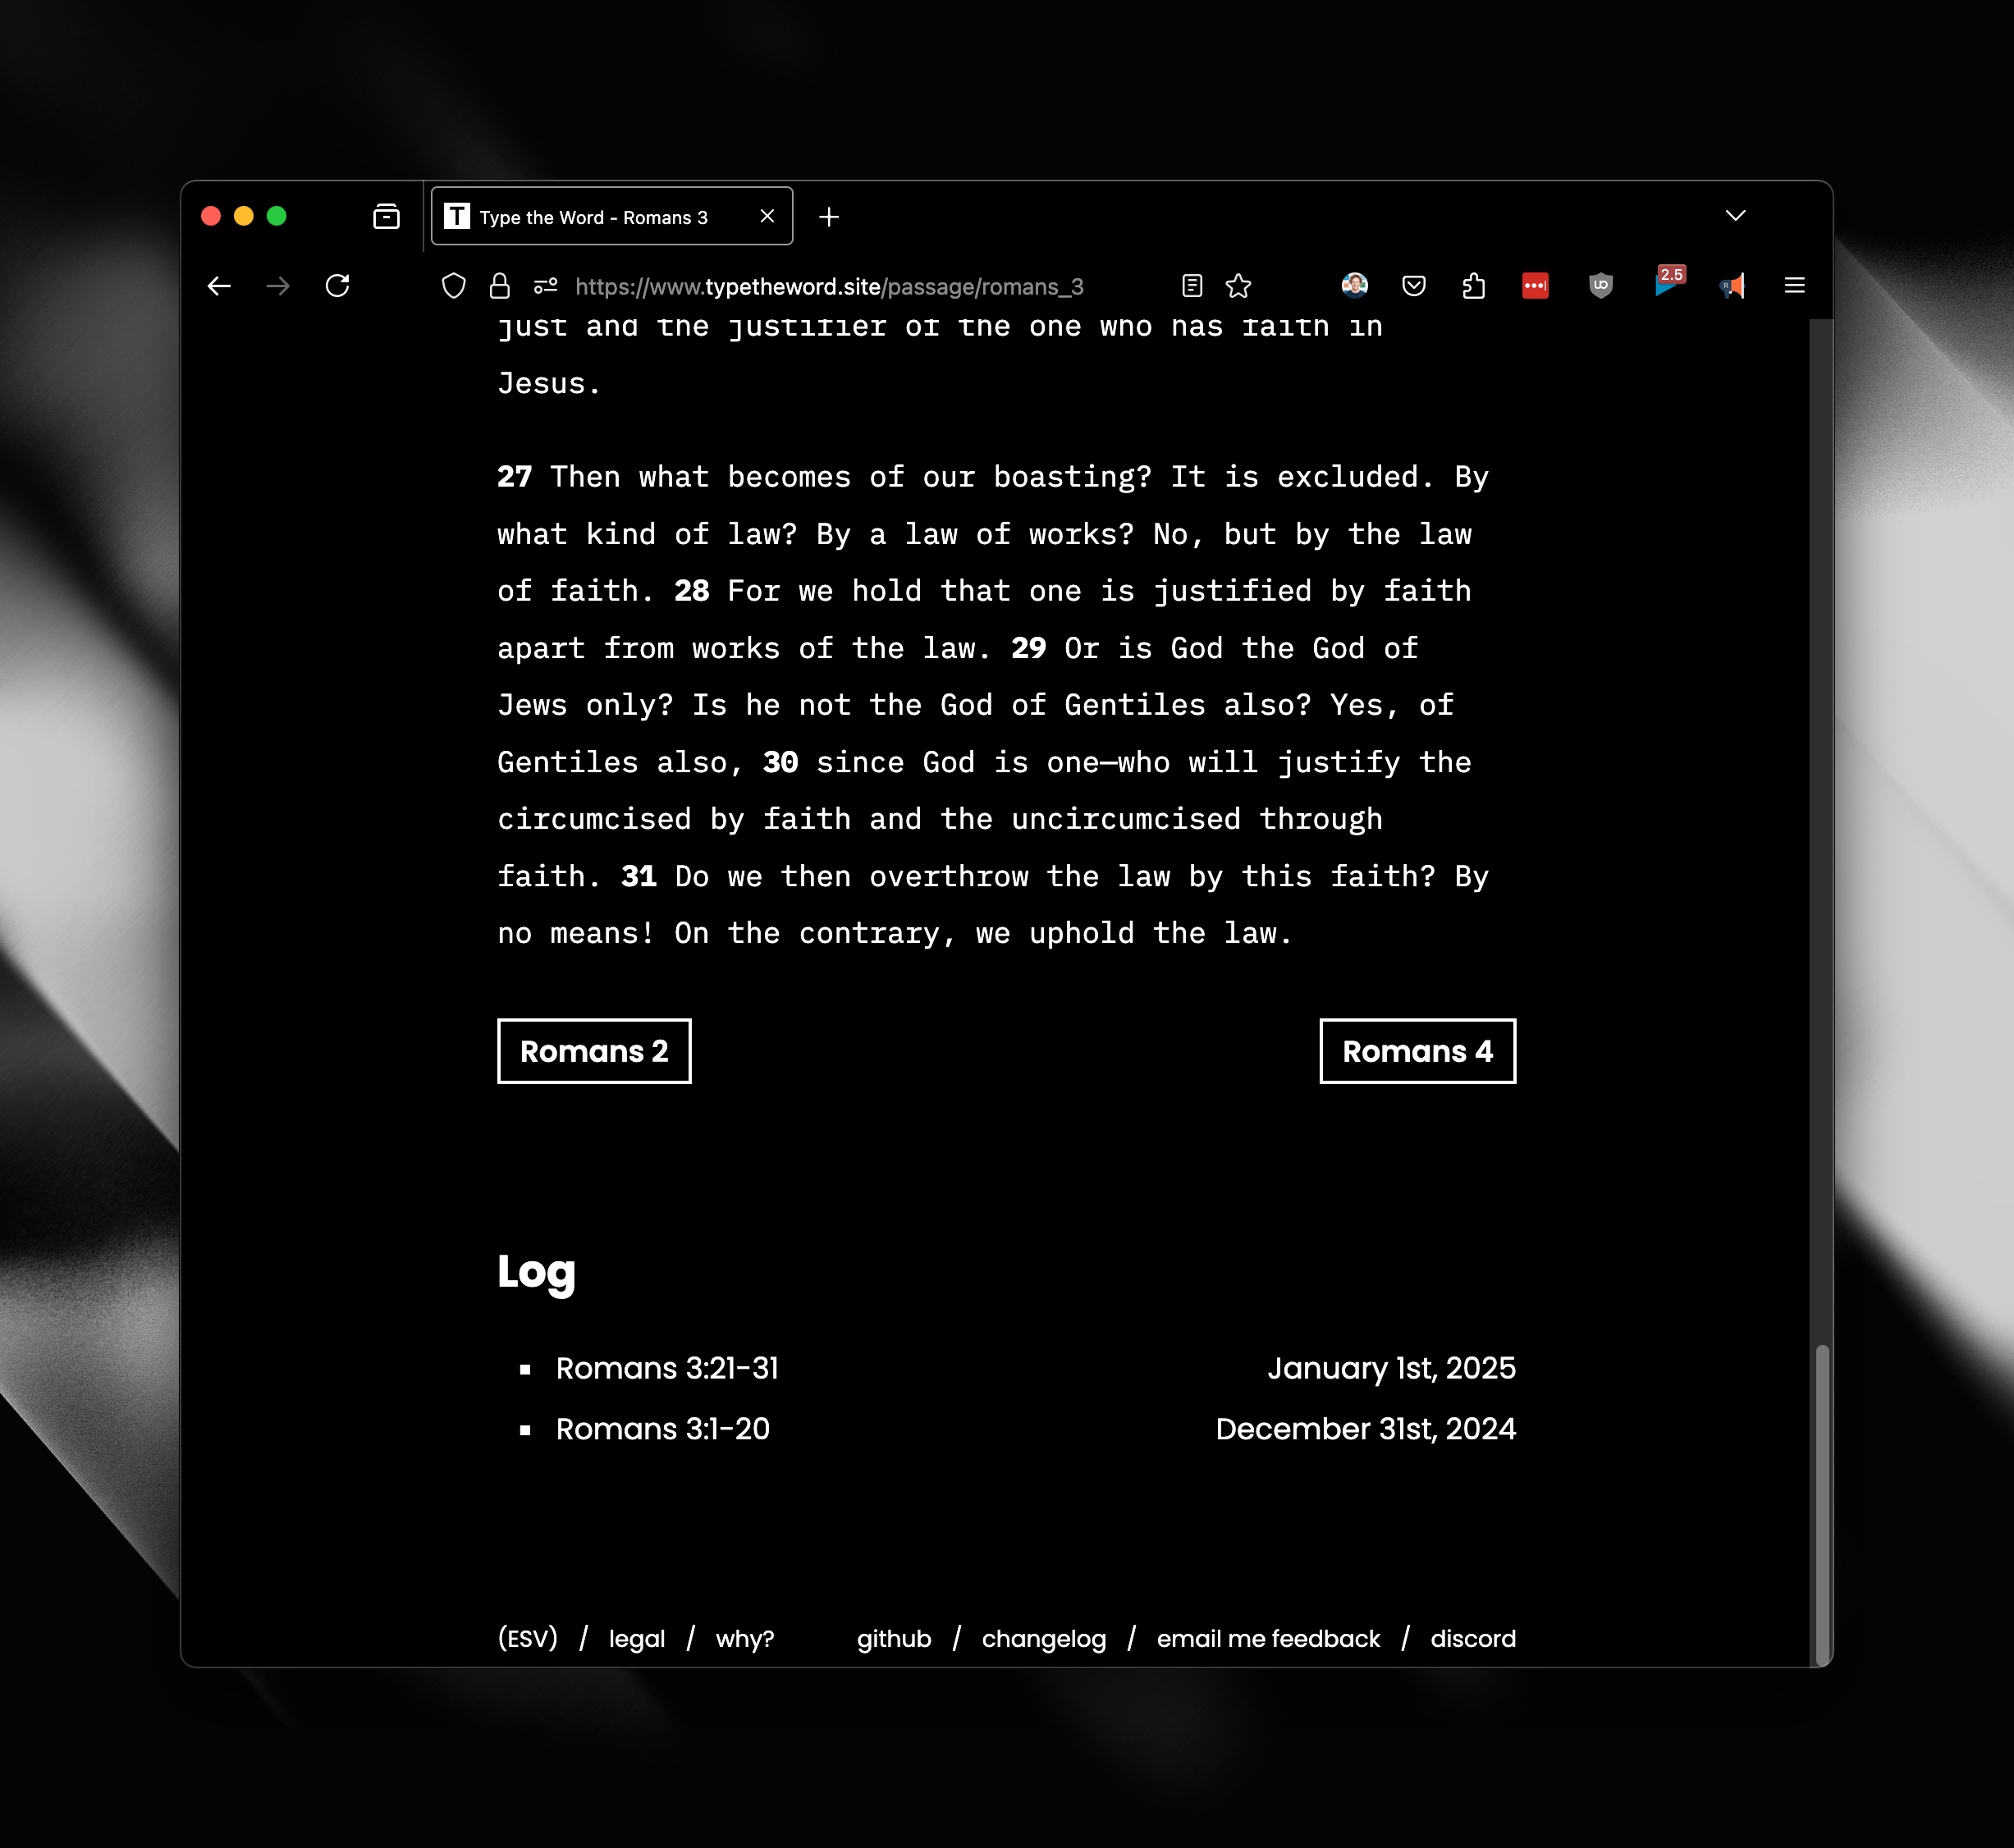 T Type the Word - Romans 3
https://www.typetheword.site/passage/romans_3
2.5
just and the justifier of the one who has faith in
Jesus.
27 Then what becomes of our boasting? It is excluded. By
what kind of law? By a law of works? No, but by the law
of faith. 28 For we hold that one is justified by faith
apart from works of the law. 29 Or is God the God of
Jews only? Is he not the God of Gentiles also? Yes, of
Gentiles also, 30 since God is one—who will justify the
circumcised by faith and the uncircumcised through
faith. 31 Do we then overthrow the law by this faith? By
no means! On the contrary, we uphold the law.
Romans 2 Romans 4
Log
Romans 3:21-31 January 1st, 2025
Romans 3:1-20 December 31st, 2024
(ESV) / legal / why? github / changelog / email me feedback / discord